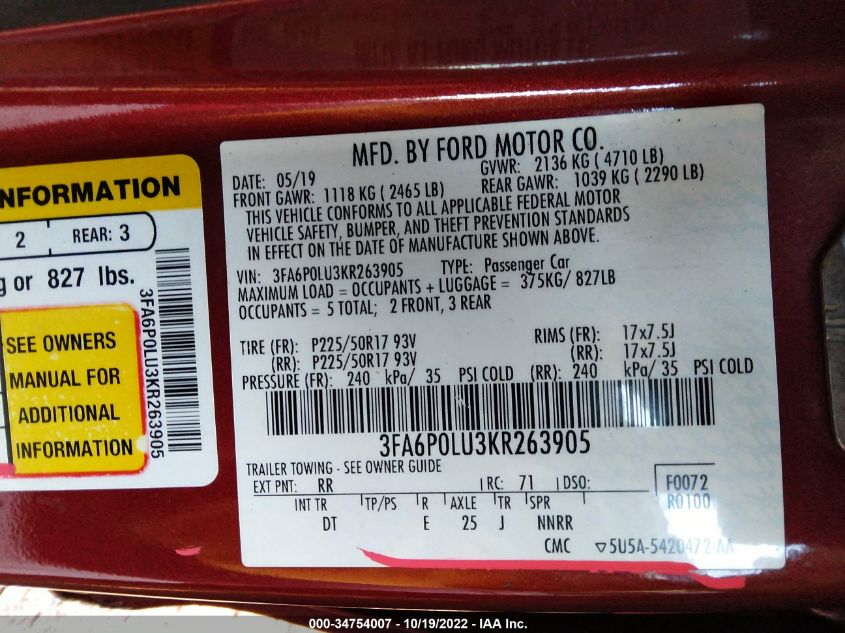 NFORMATION
2 REAR: 3
g or 827 lbs.
SEE OWNERS
MANUAL FOR
ADDITIONAL
INFORMATION
3FA6P0LU3KR263905
MFD. BY FORD MOTOR CO.
DATE: 05/19 GVWR: 2136 KG ( 4710 LB)
FRONT GAWR: 1118 KG ( 2465 LB) REAR GAWR: 1039 KG ( 2290 LB)
THIS VEHICLE CONFORMS TO ALL APPLICABLE FEDERAL MOTOR
VEHICLE SAFETY, BUMPER, AND THEFT PREVENTION STANDARDS
IN EFFECT ON THE DATE OF MANUFACTURE SHOWN ABOVE.
VIN: 3FA6P0LU3KR263905 TYPE: Passenger Car
MAXIMUM LOAD = OCCUPANTS + LUGGAGE = 375KG/ 827LB
OCCUPANTS = 5 TOTAL; 2 FRONT, 3 REAR
TIRE (FR): P225/50R17 93V RIMS (FR): 17x7.5J
(RR): P225/50R17 93V (RR): 17x7.5J
PRESSURE (FR): 240 kPa/ 35 PSI COLD (RR): 240 kPa/ 35 PSI COLD
3FA6P0LU3KR263905
TRAILER TOWING - SEE OWNER GUIDE
EXT PNT: RR RC: 71 DSO: F0072
INT TR TP/PS R AXLE TR SPR R0100
DT E 25 J NNRR
CMC ▽5U5A-5420472-AA
000-34754007 - 10/19/2022 - IAA Inc.